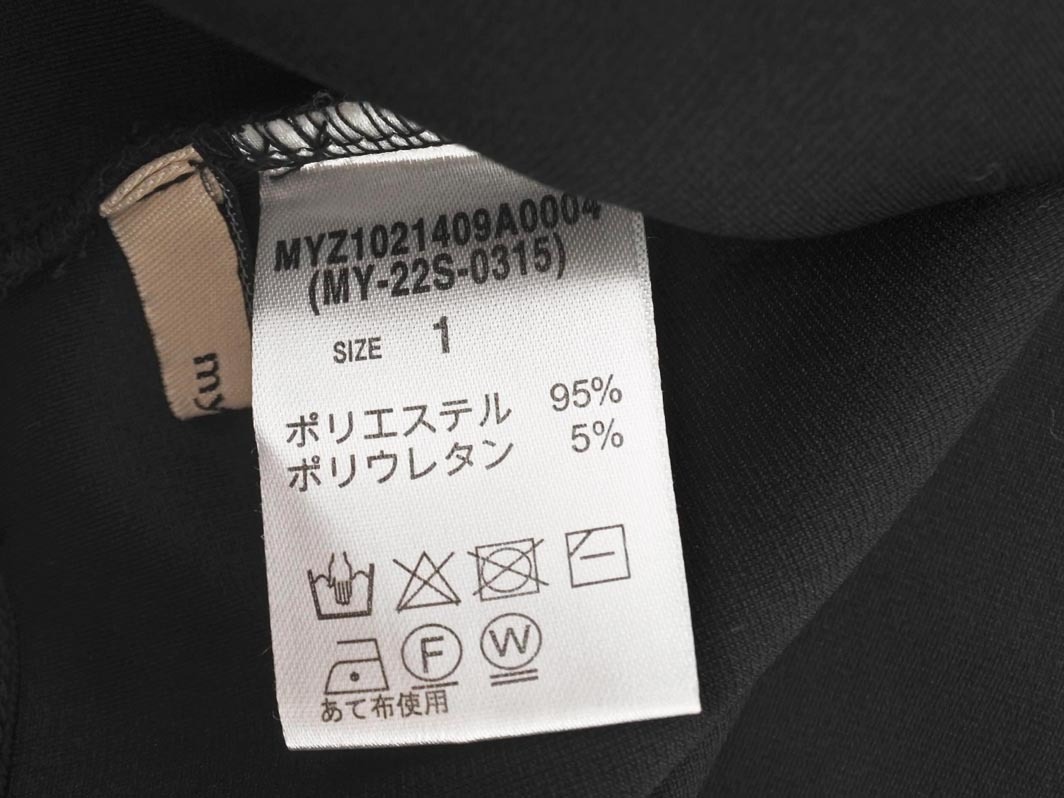 MYZ1021409A0004
(MY-22S-0315)
SIZE 1
ポリエステル 95%
ポリウレタン 5%
F W
あて布使用
my